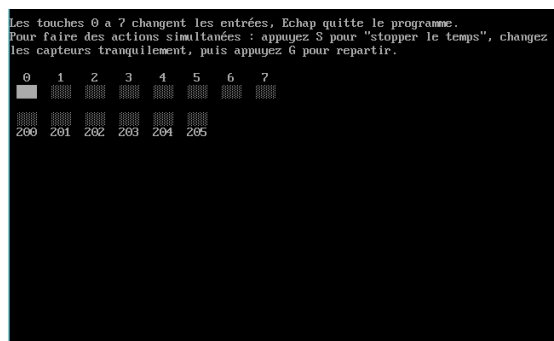 Les touches 0 a 7 changent les entrées, Echap quitte le programme.
Pour faire des actions simultanées : appuyez S pour "stopper le temps", changez
les capteurs tranquilement, puis appuyez G pour repartir.
0 1 2 3 4 5 6 7
200 201 202 203 204 205